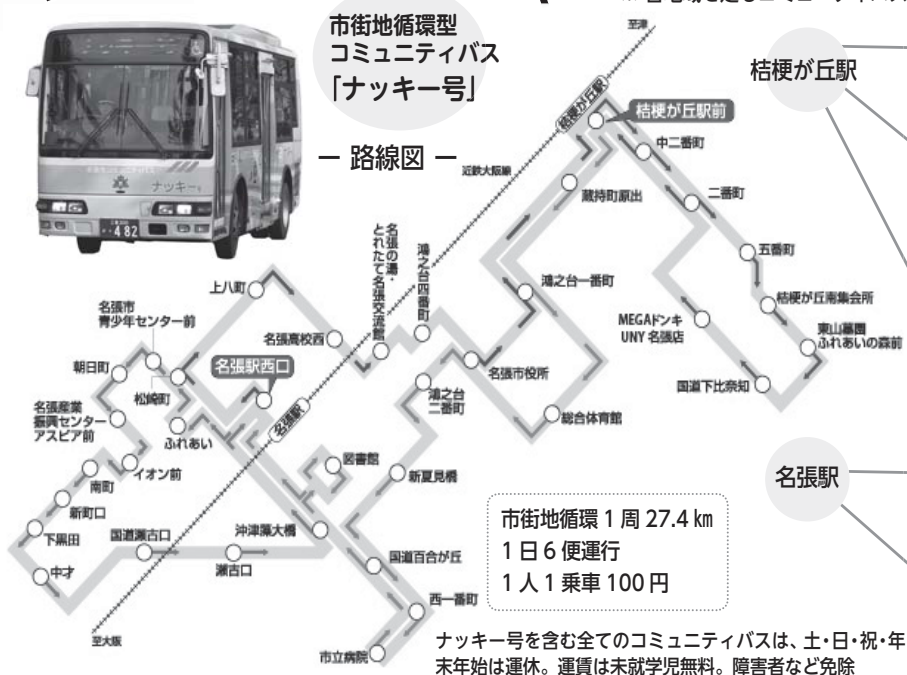 市街地循環型
コミュニティバス
「ナッキー号」
― 路線図 ―
ナッキー号
482
至津
桔梗が丘駅
近鉄大阪線
桔梗が丘駅前
中二番町
二番町
蔵持町原出
五番町
桔梗が丘南集会所
東山墓園
ふれあいの森前
国道下比奈知
MEGAドンキ
UNY 名張店
鴻之台一番町
総合体育館
名張市役所
鴻之台四番町
名張の湯・
とれたて名張交流館
名張高校西
上八町
名張市
青少年センター前
朝日町
松崎町
名張産業
振興センター
アスピア前
ふれあい
名張駅西口
名張駅
イオン前
南町
新町口
下黒田
中才
国道瀬古口
瀬古口
沖津藻大橋
図書館
鴻之台
二番町
新夏見橋
国道百合が丘
西一番町
市立病院
至大阪
桔梗が丘駅
名張駅
市街地循環 1 周 27.4 ㎞
1 日 6 便運行
1 人 1 乗車 100 円
ナッキー号を含む全てのコミュニティバスは、土・日・祝・年
末年始は運休。運賃は未就学児無料。障害者など免除